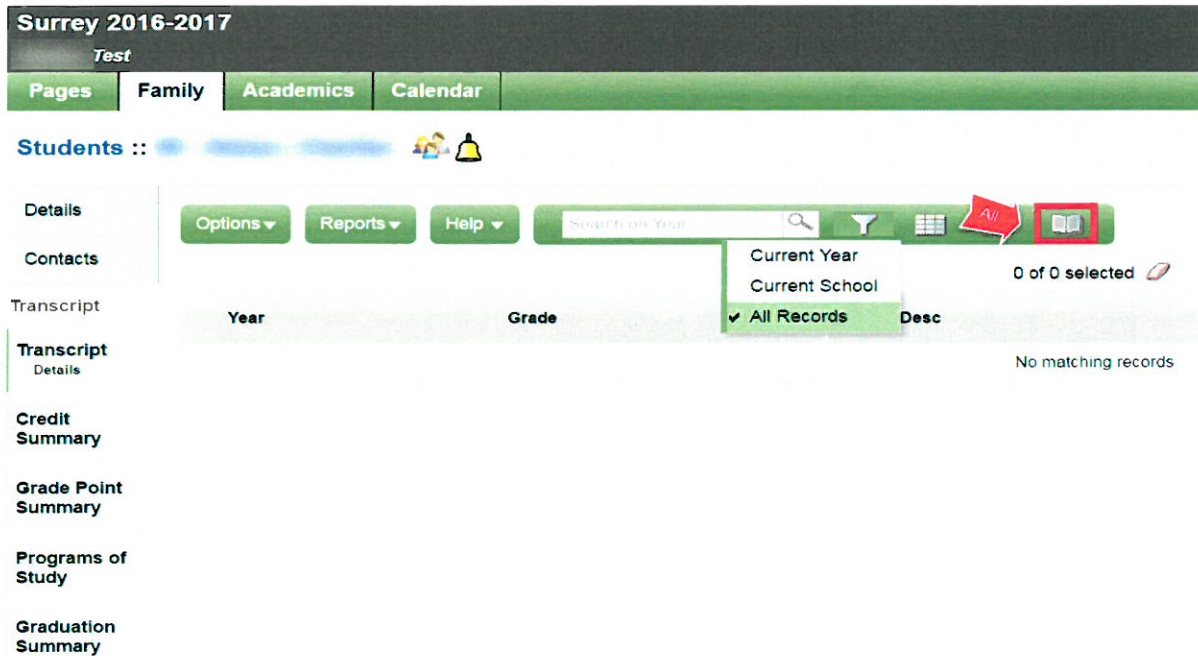 Surrey 2016-2017
Test
Pages Family Academics Calendar
Students ::
Details
Contacts
Transcript
Transcript
Details
Credit
Summary
Grade Point
Summary
Programs of
Study
Graduation
Summary
Options Reports Help Search on Year All
Current Year
Current School
✓ All Records
0 of 0 selected
Year Grade Desc
No matching records